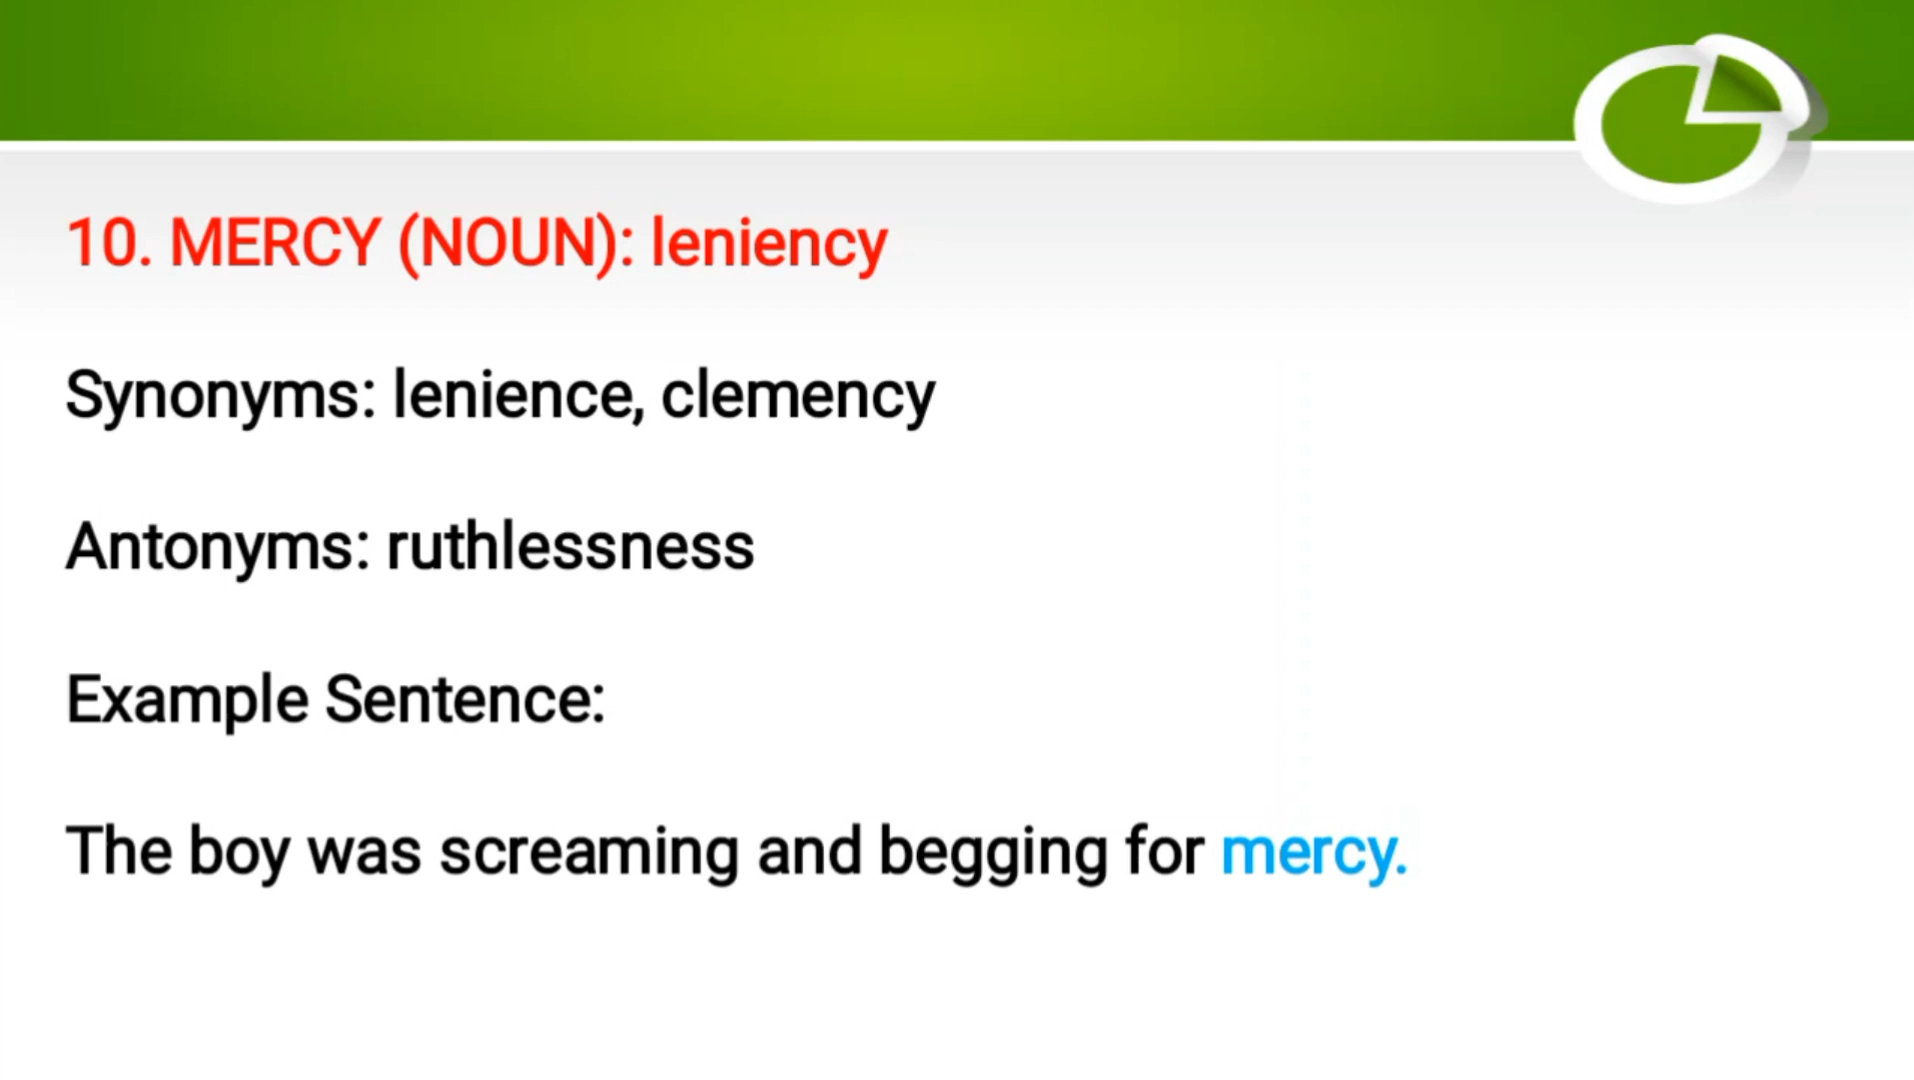 10. MERCY (NOUN): leniency
Synonyms: lenience, clemency
Antonyms: ruthlessness
Example Sentence:
The boy was screaming and begging for mercy.